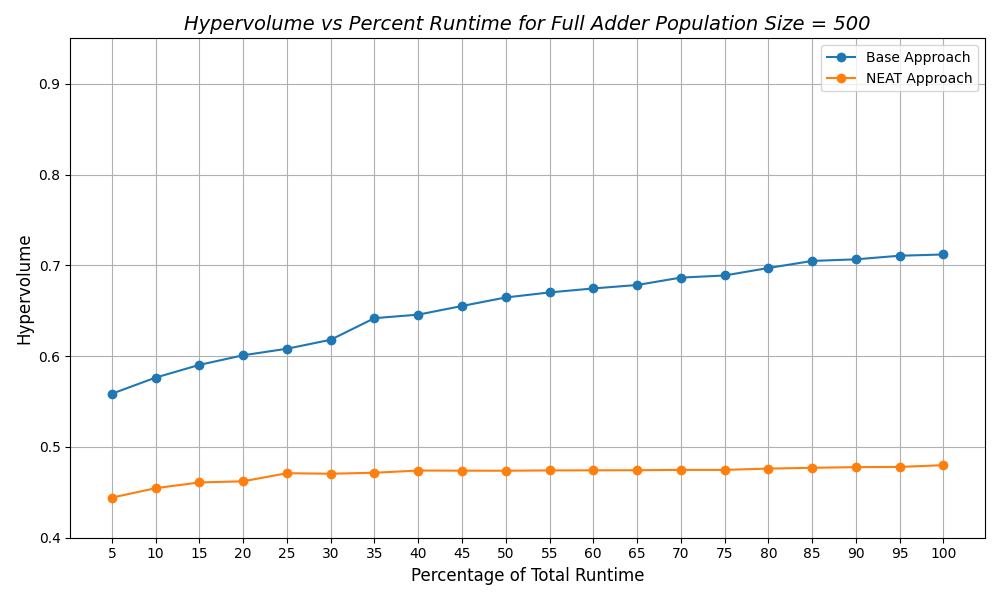 Hypervolume vs Percent Runtime for Full Adder Population Size = 500
Base Approach
NEAT Approach
Hypervolume
0.9
0.8
0.7
0.6
0.5
0.4
5 10 15 20 25 30 35 40 45 50 55 60 65 70 75 80 85 90 95 100
Percentage of Total Runtime